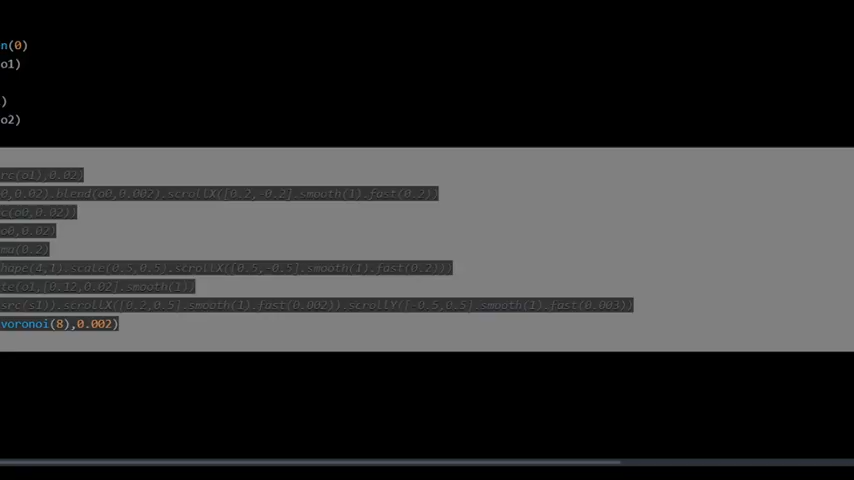 n(0)
o1)
)
o2)
rc(o1),0.02)
0,0.02).blend(o0,0.002).scrollX([0.2,-0.2].smooth(1).fast(0.2))
c(o0,0.02))
o0,0.02)
ma(0.2)
hape(4,1).scale(0.5,0.5).scrollX([0.5,-0.5].smooth(1).fast(0.2)))
te(o1,[0.12,0.02].smooth(1))
src(s1)).scrollX([0.2,0.5].smooth(1).fast(0.002)).scrollY([-0.5,0.5].smooth(1).fast(0.003))
voronoi(8),0.002)